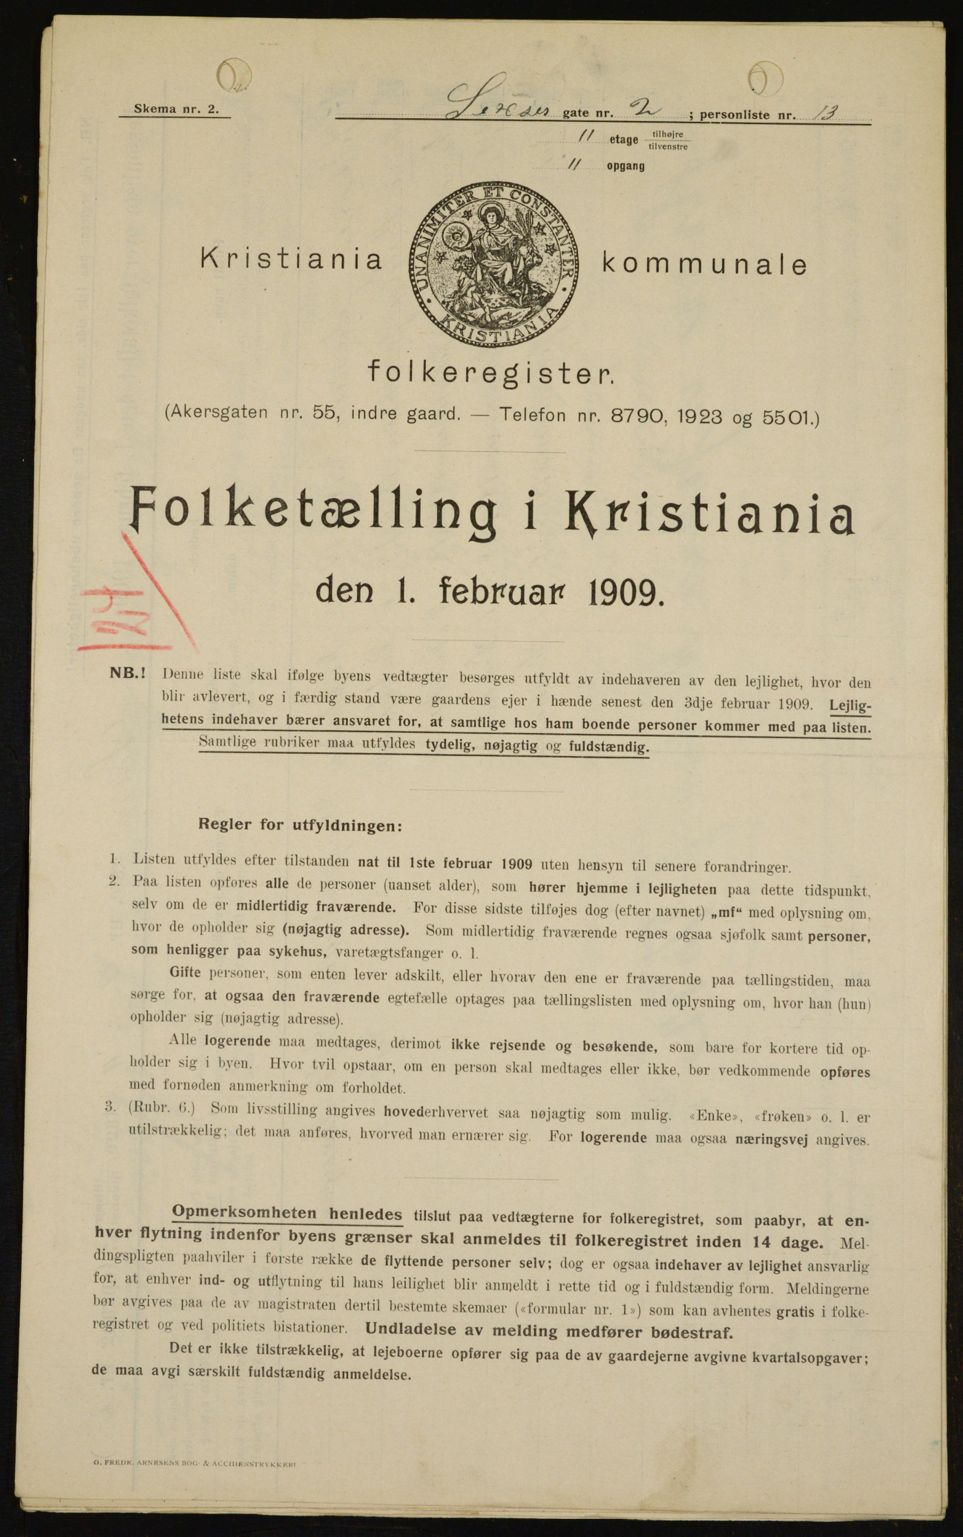 Skema nr. 2.
gate nr. 2 ; personliste nr. 13
11 etage tilhøjre
tilvenstre
11 opgang
UNANIMITER ET CONSTANTER
KRISTIANIA
Kristiania kommunale
folkeregister.
(Akersgaten nr. 55, indre gaard. — Telefon nr. 8790, 1923 og 5501.)
Folketælling i Kristiania
den 1. februar 1909.
NB.! Denne liste skal ifølge byens vedtægter besørges utfyldt av indehaveren av den lejlighet, hvor den
blir avlevert, og i færdig stand være gaardens ejer i hænde senest den 3dje februar 1909. Lejlig-
hetens indehaver bærer ansvaret for, at samtlige hos ham boende personer kommer med paa listen.
Samtlige rubriker maa utfyldes tydelig, nøjagtig og fuldstændig.
Regler for utfyldningen:
1. Listen utfyldes efter tilstanden nat til 1ste februar 1909 uten hensyn til senere forandringer.
2. Paa listen opføres alle de personer (uanset alder), som hører hjemme i lejligheten paa dette tidspunkt,
selv om de er midlertidig fraværende. For disse sidste tilføjes dog (efter navnet) „mf“ med oplysning om,
hvor de opholder sig (nøjagtig adresse). Som midlertidig fraværende regnes ogsaa sjøfolk samt personer,
som henligger paa sykehus, varetægtsfanger o. l.
Gifte personer, som enten lever adskilt, eller hvorav den ene er fraværende paa tællingstiden, maa
sørge for, at ogsaa den fraværende egtefælle optages paa tællingslisten med oplysning om, hvor han (hun)
opholder sig (nøjagtig adresse).
Alle logerende maa medtages, derimot ikke rejsende og besøkende, som bare for kortere tid op-
holder sig i byen. Hvor tvil opstaar, om en person skal medtages eller ikke, bør vedkommende opføres
med fornøden anmerkning om forholdet.
3. (Rubr. 6.) Som livsstilling angives hovederhvervet saa nøjagtig som mulig. «Enke», «frøken» o. l. er
utilstrækkelig; det maa anføres, hvorved man ernærer sig. For logerende maa ogsaa næringsvej angives.
Opmerksomheten henledes tilslut paa vedtægterne for folkeregistret, som paabyr, at en-
hver flytning indenfor byens grænser skal anmeldes til folkeregistret inden 14 dage. Mel-
dingspligten paahviler i første række de flyttende personer selv; dog er ogsaa indehaver av lejlighet ansvarlig
for, at enhver ind- og utflytning til hans leilighet blir anmeldt i rette tid og i fuldstændig form. Meldingerne
bør avgives paa de av magistraten dertil bestemte skemaer («formular nr. 1») som kan avhentes gratis i folke-
registret og ved politiets bistationer. Undladelse av melding medfører bødestraf.
Det er ikke tilstrækkelig, at lejeboerne opfører sig paa de av gaardejerne avgivne kvartalsopgaver;
de maa avgi særskilt fuldstændig anmeldelse.
O. FREDR. ARNESENS BOG- & ACCIDENSTRYKKERI